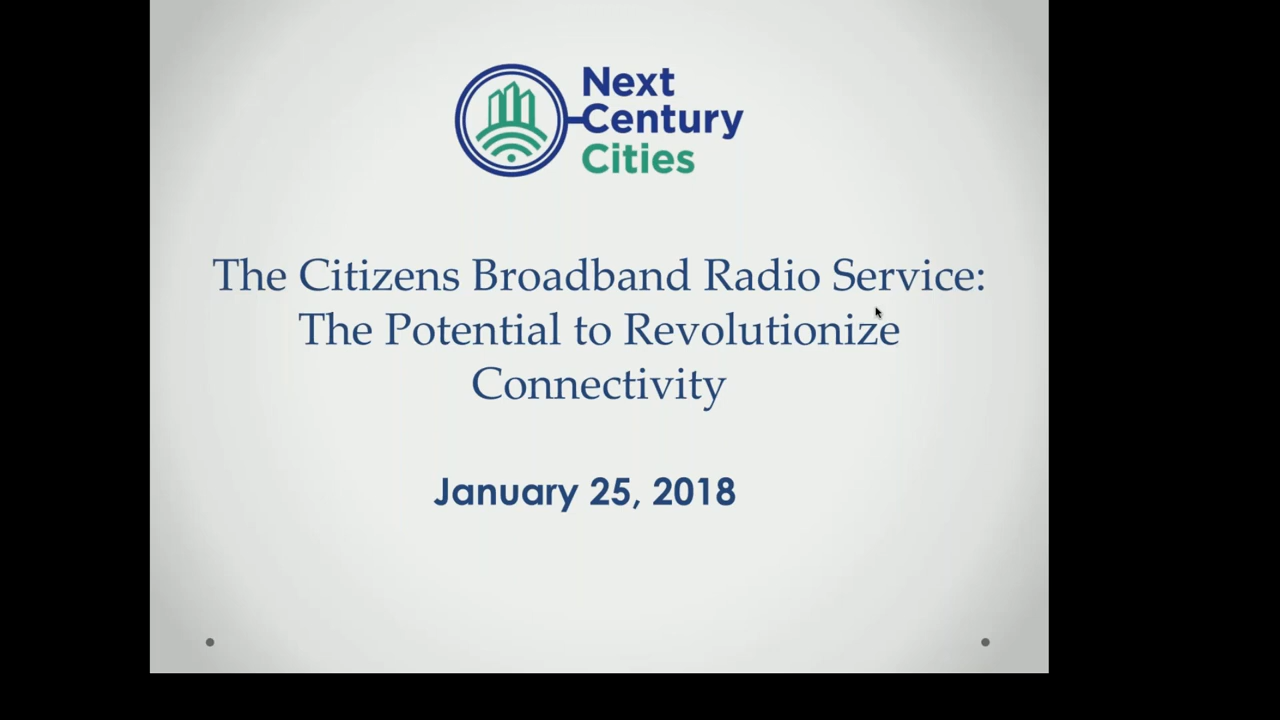 Next
Century
Cities
The Citizens Broadband Radio Service:
The Potential to Revolutionize
Connectivity
January 25, 2018